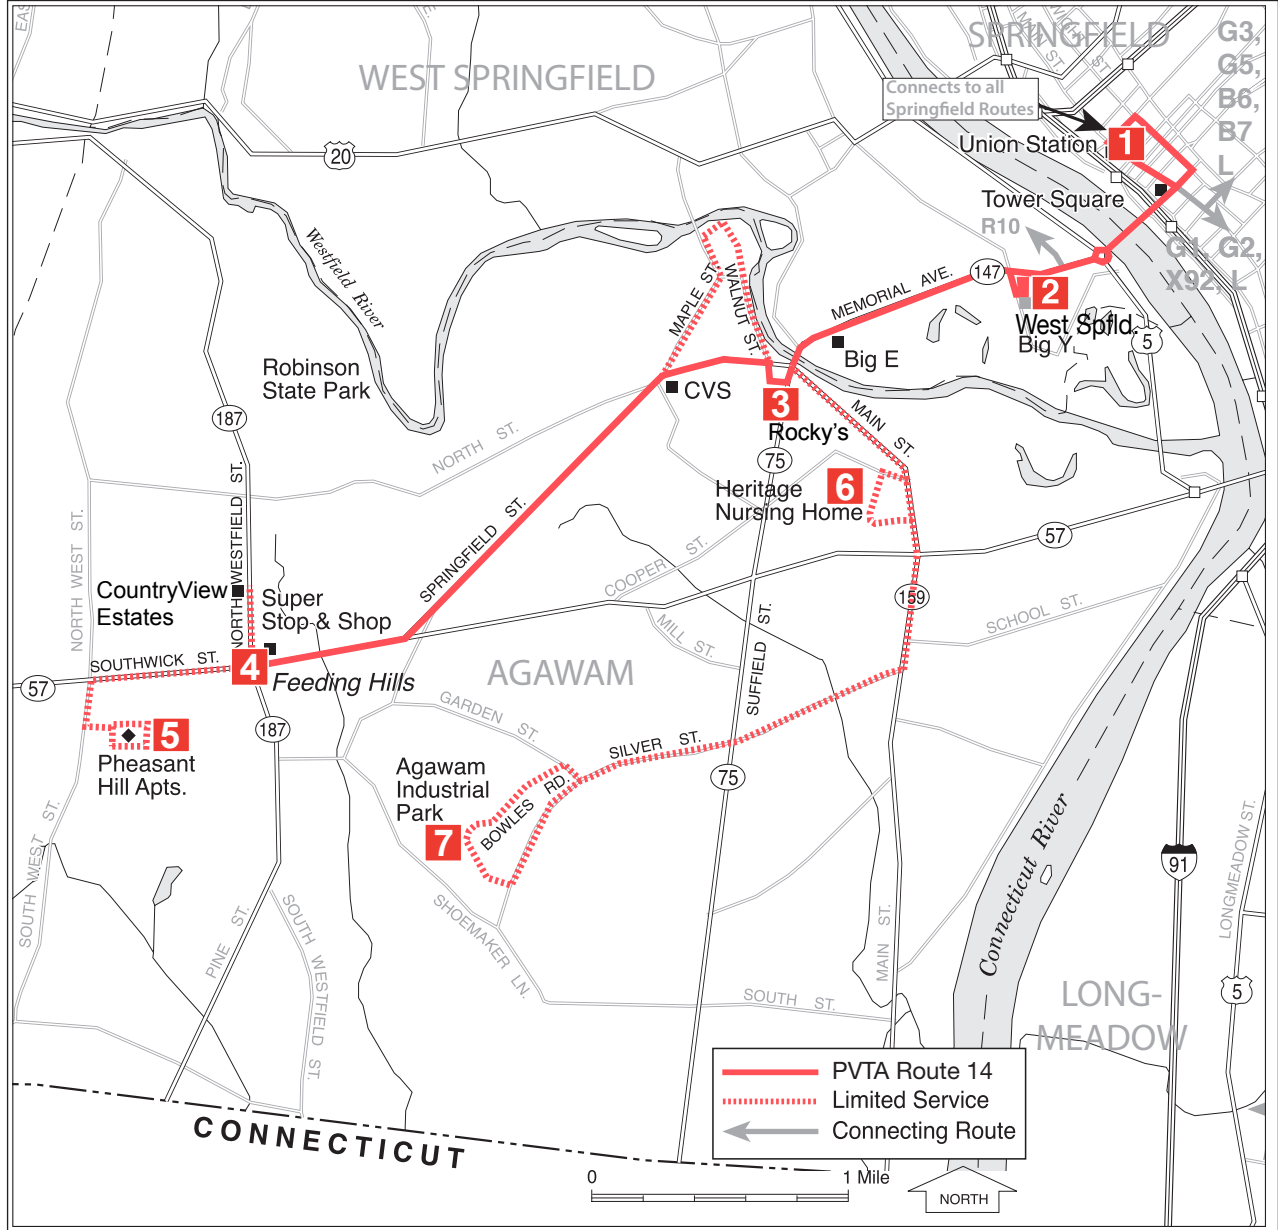 EAS
E.
MAIN ST.
WIGHT ST.
SPRINGFIELD
G3,
G5,
B6,
B7
L
WEST SPRINGFIELD
Connects to all
Springfield Routes
1
Union Station
20
Tower Square
R10
G1, G2,
X92, L
Westfield River
147
MEMORIAL AVE.
2
West Spfld.
Big Y
5
MAPLE ST.
WALNUT ST.
Big E
Robinson
State Park
CVS
3
Rocky's
MAIN ST.
187
NORTH ST.
75
6
Heritage
Nursing Home
NORTH WEST ST.
NORTH WESTFIELD ST.
SPRINGFIELD ST.
57
COOPER ST.
CountryView
Estates
Super
Stop & Shop
159
SCHOOL ST.
MILL ST.
SUFFIELD ST.
SOUTHWICK ST.
4
Feeding Hills
AGAWAM
57
GARDEN ST.
187
5
Pheasant
Hill Apts.
SILVER ST.
Agawam
Industrial
Park
7
BOWLES RD.
75
SOUTH WEST ST.
Connecticut River
91
LONGMEADOW ST.
PINE ST.
SOUTH WESTFIELD ST.
SHOEMAKER LN.
MAIN ST.
SOUTH ST.
5
LONG-
MEADOW
PVTA Route 14
Limited Service
Connecting Route
CONNECTICUT
0
1 Mile
NORTH